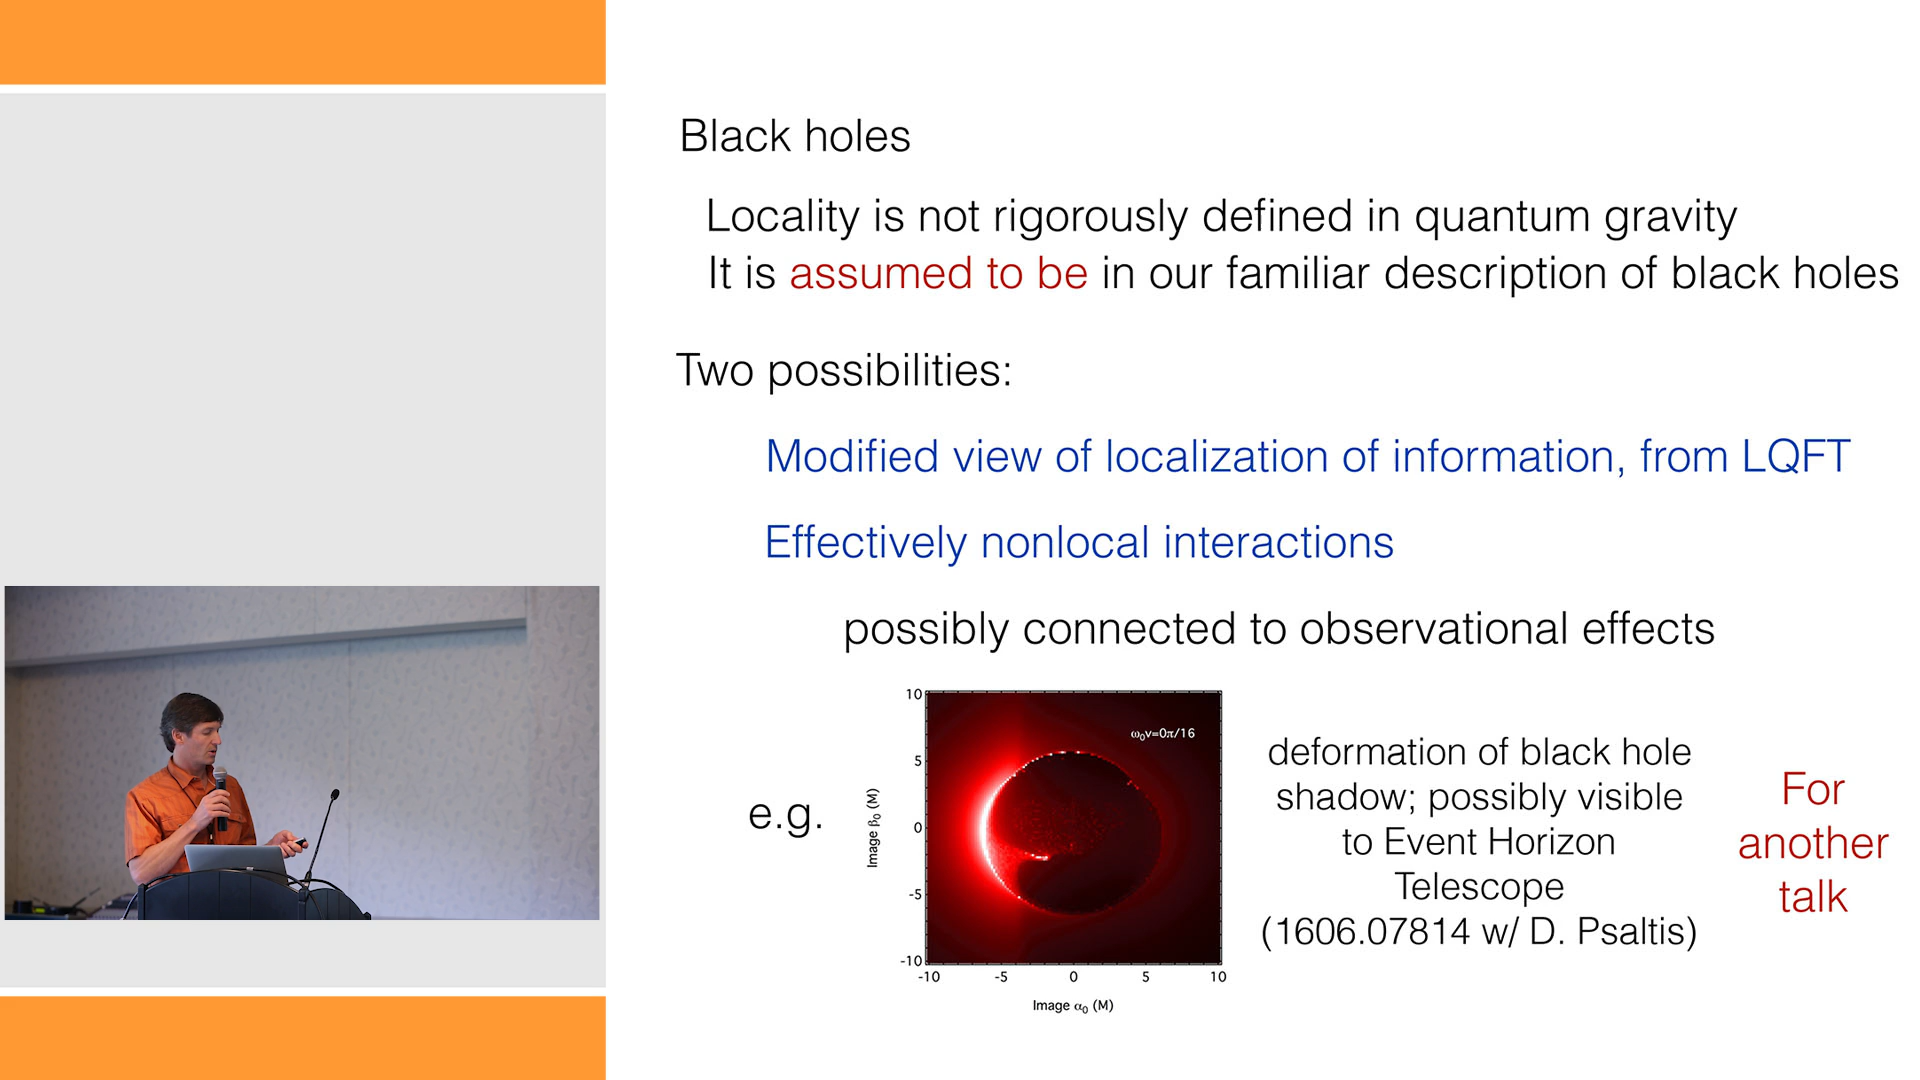 Black holes
Locality is not rigorously defined in quantum gravity
It is assumed to be in our familiar description of black holes
Two possibilities:
Modified view of localization of information, from LQFT
Effectively nonlocal interactions
possibly connected to observational effects
e.g.
10
5
0
-5
-10
Image β₀ (M)
ω₀v=0π/16
-10 -5 0 5 10
Image α₀ (M)
deformation of black hole
shadow; possibly visible
to Event Horizon
Telescope
(1606.07814 w/ D. Psaltis)
For
another
talk